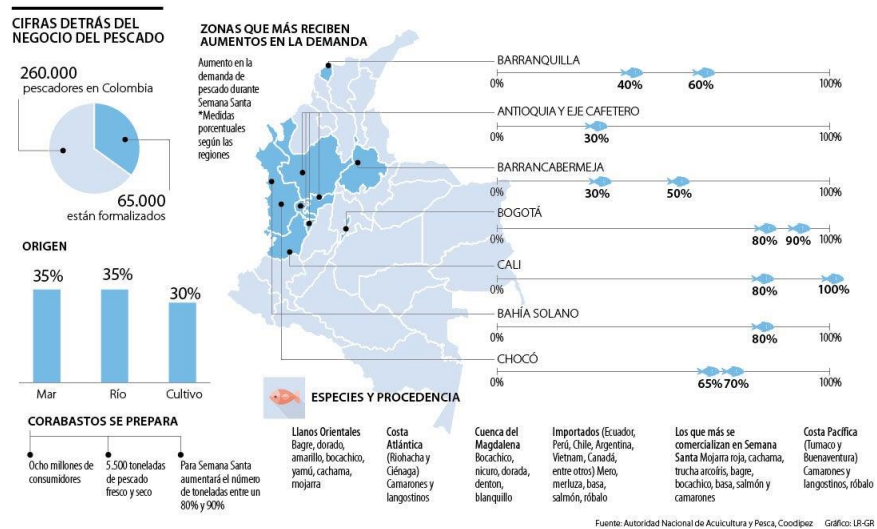 CIFRAS DETRÁS DEL
NEGOCIO DEL PESCADO
260.000
pescadores en Colombia
65.000
están formalizados
ORIGEN
35%
35%
30%
Mar
Río
Cultivo
CORABASTOS SE PREPARA
Ocho millones de
consumidores
5.500 toneladas
de pescado
fresco y seco
Para Semana Santa
aumentará el número
de toneladas entre un
80% y 90%
ZONAS QUE MÁS RECIBEN
AUMENTOS EN LA DEMANDA
Aumento en la
demanda de
pescado durante
Semana Santa
*Medidas
porcentuales
según las
regiones
BARRANQUILLA
0%
40%
60%
100%
ANTIOQUIA Y EJE CAFETERO
0%
30%
100%
BARRANCABERMEJA
0%
30%
50%
100%
BOGOTÁ
0%
80%
90%
100%
CALI
0%
80%
100%
BAHÍA SOLANO
0%
80%
100%
CHOCÓ
0%
65%
70%
100%
ESPECIES Y PROCEDENCIA
Llanos Orientales
Bagre, dorado,
amarillo, bocachico,
yamú, cachama,
mojarra
Costa
Atlántica
(Riohacha y
Ciénaga)
Camarones y
langostinos
Cuenca del
Magdalena
Bocachico,
nicuro, dorada,
denton,
blanquillo
Importados (Ecuador,
Perú, Chile, Argentina,
Vietnam, Canadá,
entre otros) Mero,
merluza, basa,
salmón, róbalo
Los que más se
comercializan en Semana
Santa Mojarra roja, cachama,
trucha arcoíris, bagre,
bocachico, basa, salmón y
camarones
Costa Pacífica
(Tumaco y
Buenaventura)
Camarones y
langostinos, róbalo
Fuente: Autoridad Nacional de Acuicultura y Pesca, Coodipez Gráfico: LR-GR